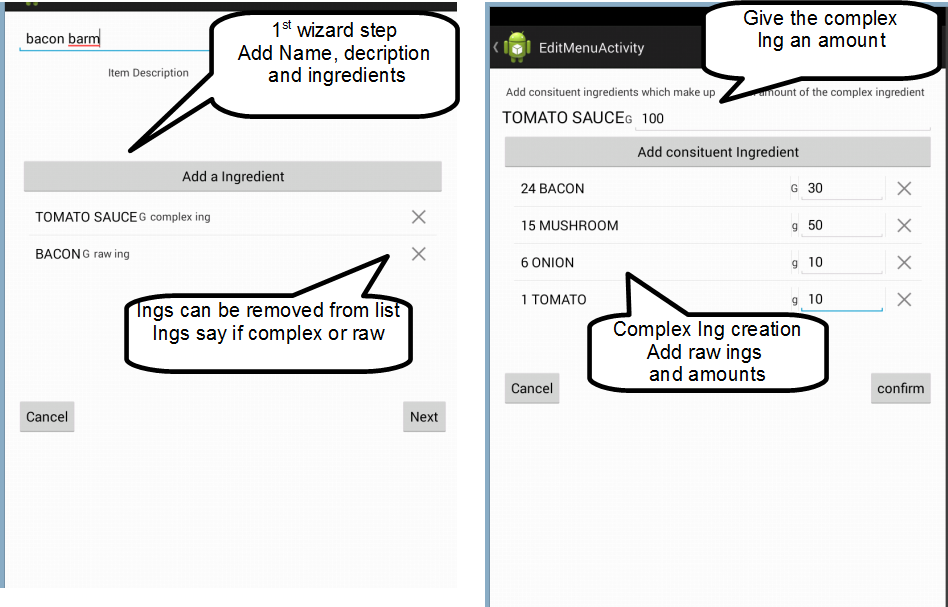 bacon barm
1st wizard step
Add Name, decription
and ingredients
Item Description
Add a Ingredient
TOMATO SAUCE G complex ing
BACON G raw ing
Ings can be removed from list
Ings say if complex or raw
Cancel
Next
EditMenuActivity
Give the complex
Ing an amount
Add consituent ingredients which make up amount of the complex ingredient
TOMATO SAUCE G 100
Add consituent Ingredient
24 BACON G 30
15 MUSHROOM g 50
6 ONION g 10
1 TOMATO g 10
Complex Ing creation
Add raw ings
and amounts
Cancel
confirm